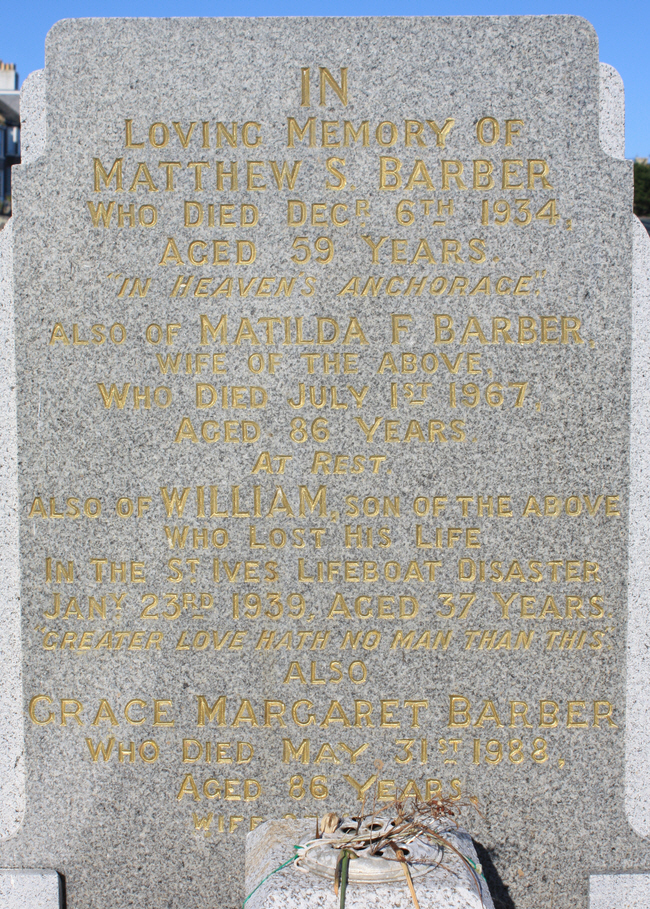 IN
LOVING MEMORY OF
MATTHEW S. BARBER
WHO DIED DECR. 6TH 1934,
AGED 59 YEARS.
"IN HEAVEN'S ANCHORAGE".
ALSO OF MATILDA F. BARBER,
WIFE OF THE ABOVE,
WHO DIED JULY 1ST 1967,
AGED 86 YEARS.
AT REST.
ALSO OF WILLIAM, SON OF THE ABOVE
WHO LOST HIS LIFE
IN THE ST IVES LIFEBOAT DISASTER
JANY. 23RD 1939, AGED 37 YEARS.
"GREATER LOVE HATH NO MAN THAN THIS".
ALSO
GRACE MARGARET BARBER
WHO DIED MAY 31ST 1988,
AGED 86 YEARS.
WIFE